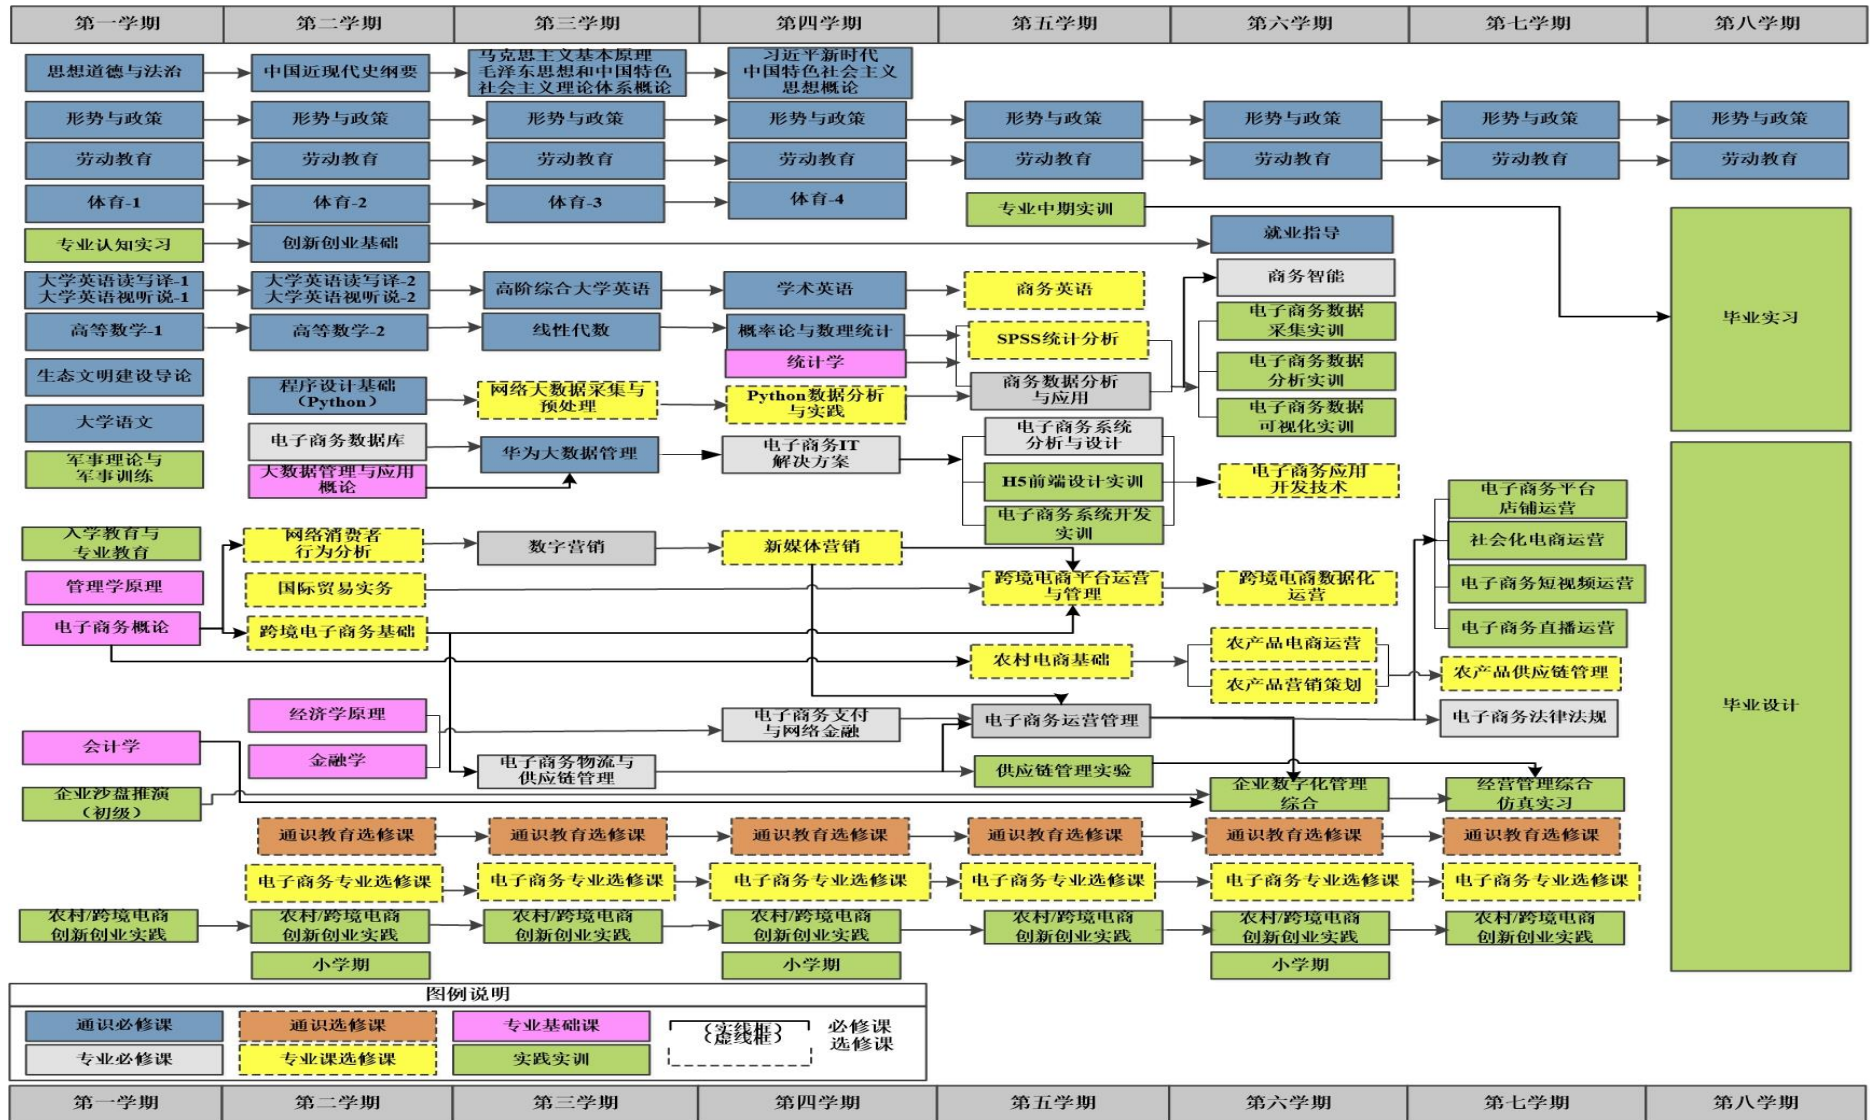 第一学期
第二学期
第三学期
第四学期
第五学期
第六学期
第七学期
第八学期
思想道德与法治
中国近现代史纲要
马克思主义基本原理
毛泽东思想和中国特色
社会主义理论体系概论
习近平新时代
中国特色社会主义
思想概论
形势与政策
形势与政策
形势与政策
形势与政策
形势与政策
形势与政策
形势与政策
形势与政策
劳动教育
劳动教育
劳动教育
劳动教育
劳动教育
劳动教育
劳动教育
劳动教育
体育-1
体育-2
体育-3
体育-4
专业中期实训
专业认知实习
创新创业基础
就业指导
大学英语读写译-1
大学英语视听说-1
大学英语读写译-2
大学英语视听说-2
高阶综合大学英语
学术英语
商务英语
商务智能
高等数学-1
高等数学-2
线性代数
概率论与数理统计
SPSS统计分析
电子商务数据
采集实训
毕业实习
统计学
生态文明建设导论
程序设计基础
（Python）
网络大数据采集与
预处理
Python数据分析
与实践
商务数据分析
与应用
电子商务数据
分析实训
大学语文
电子商务数据
可视化实训
电子商务数据库
华为大数据管理
电子商务IT
解决方案
电子商务系统
分析与设计
军事理论与
军事训练
大数据管理与应用
概论
H5前端设计实训
电子商务应用
开发技术
电子商务系统开发
实训
电子商务平台
店铺运营
入学教育与
专业教育
网络消费者
行为分析
数字营销
新媒体营销
社会化电商运营
管理学原理
国际贸易实务
跨境电商平台运营
与管理
跨境电商数据化
运营
电子商务短视频运营
电子商务概论
跨境电子商务基础
电子商务直播运营
农村电商基础
农产品电商运营
农产品营销策划
农产品供应链管理
毕业设计
经济学原理
电子商务支付
与网络金融
电子商务运营管理
电子商务法律法规
会计学
金融学
电子商务物流与
供应链管理
供应链管理实验
企业沙盘推演
（初级）
企业数字化管理
综合
经营管理综合
仿真实习
通识教育选修课
通识教育选修课
通识教育选修课
通识教育选修课
通识教育选修课
通识教育选修课
电子商务专业选修课
电子商务专业选修课
电子商务专业选修课
电子商务专业选修课
电子商务专业选修课
电子商务专业选修课
农村/跨境电商
创新创业实践
农村/跨境电商
创新创业实践
农村/跨境电商
创新创业实践
农村/跨境电商
创新创业实践
农村/跨境电商
创新创业实践
农村/跨境电商
创新创业实践
农村/跨境电商
创新创业实践
小学期
小学期
小学期
图例说明
通识必修课
通识选修课
专业基础课
（实线框）
必修课
（虚线框）
选修课
专业必修课
专业课选修课
实践实训
第一学期
第二学期
第三学期
第四学期
第五学期
第六学期
第七学期
第八学期